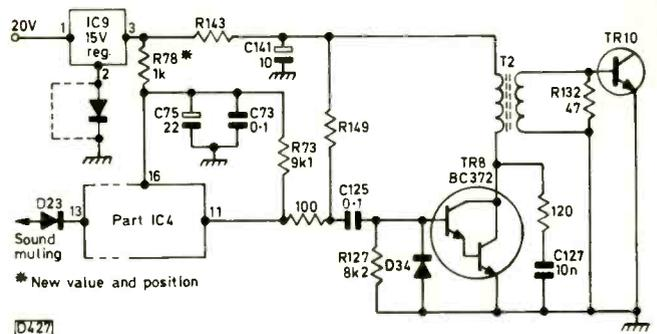 20V
1
IC9
15V
reg.
3
2
R143
R78*
1k
C141
10
C75
22
C73
0·1
R73
9k1
R149
T2
TR10
R132
47
TR8
BC372
D23
13
Sound
muting
16
Part IC4
11
100
C125
0·1
R127
8k2
D34
120
C127
10n
* New value and position
D427